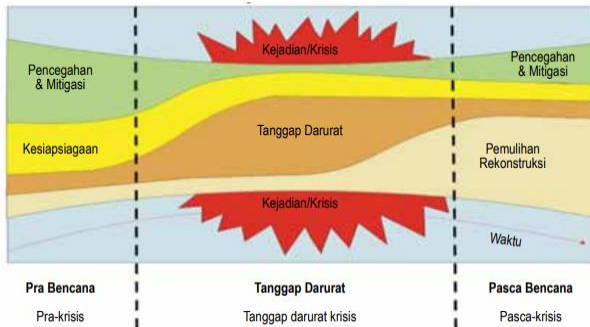 Kejadian/Krisis
Pencegahan
& Mitigasi
Pencegahan
& Mitigasi
Kesiapsiagaan
Tanggap Darurat
Pemulihan
Rekonstruksi
Kejadian/Krisis
Waktu
Pra Bencana
Tanggap Darurat
Pasca Bencana
Pra-krisis
Tanggap darurat krisis
Pasca-krisis